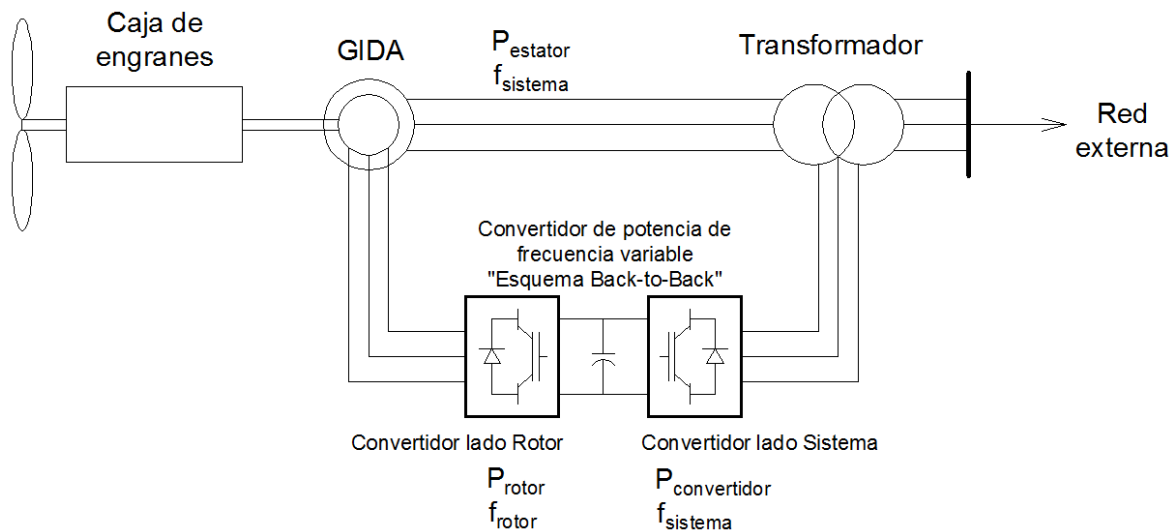 Caja de
engranes
GIDA
P estator
f sistema
Transformador
Red
externa
Convertidor de potencia de
frecuencia variable
"Esquema Back-to-Back"
Convertidor lado Rotor
P rotor
f rotor
Convertidor lado Sistema
P convertidor
f sistema